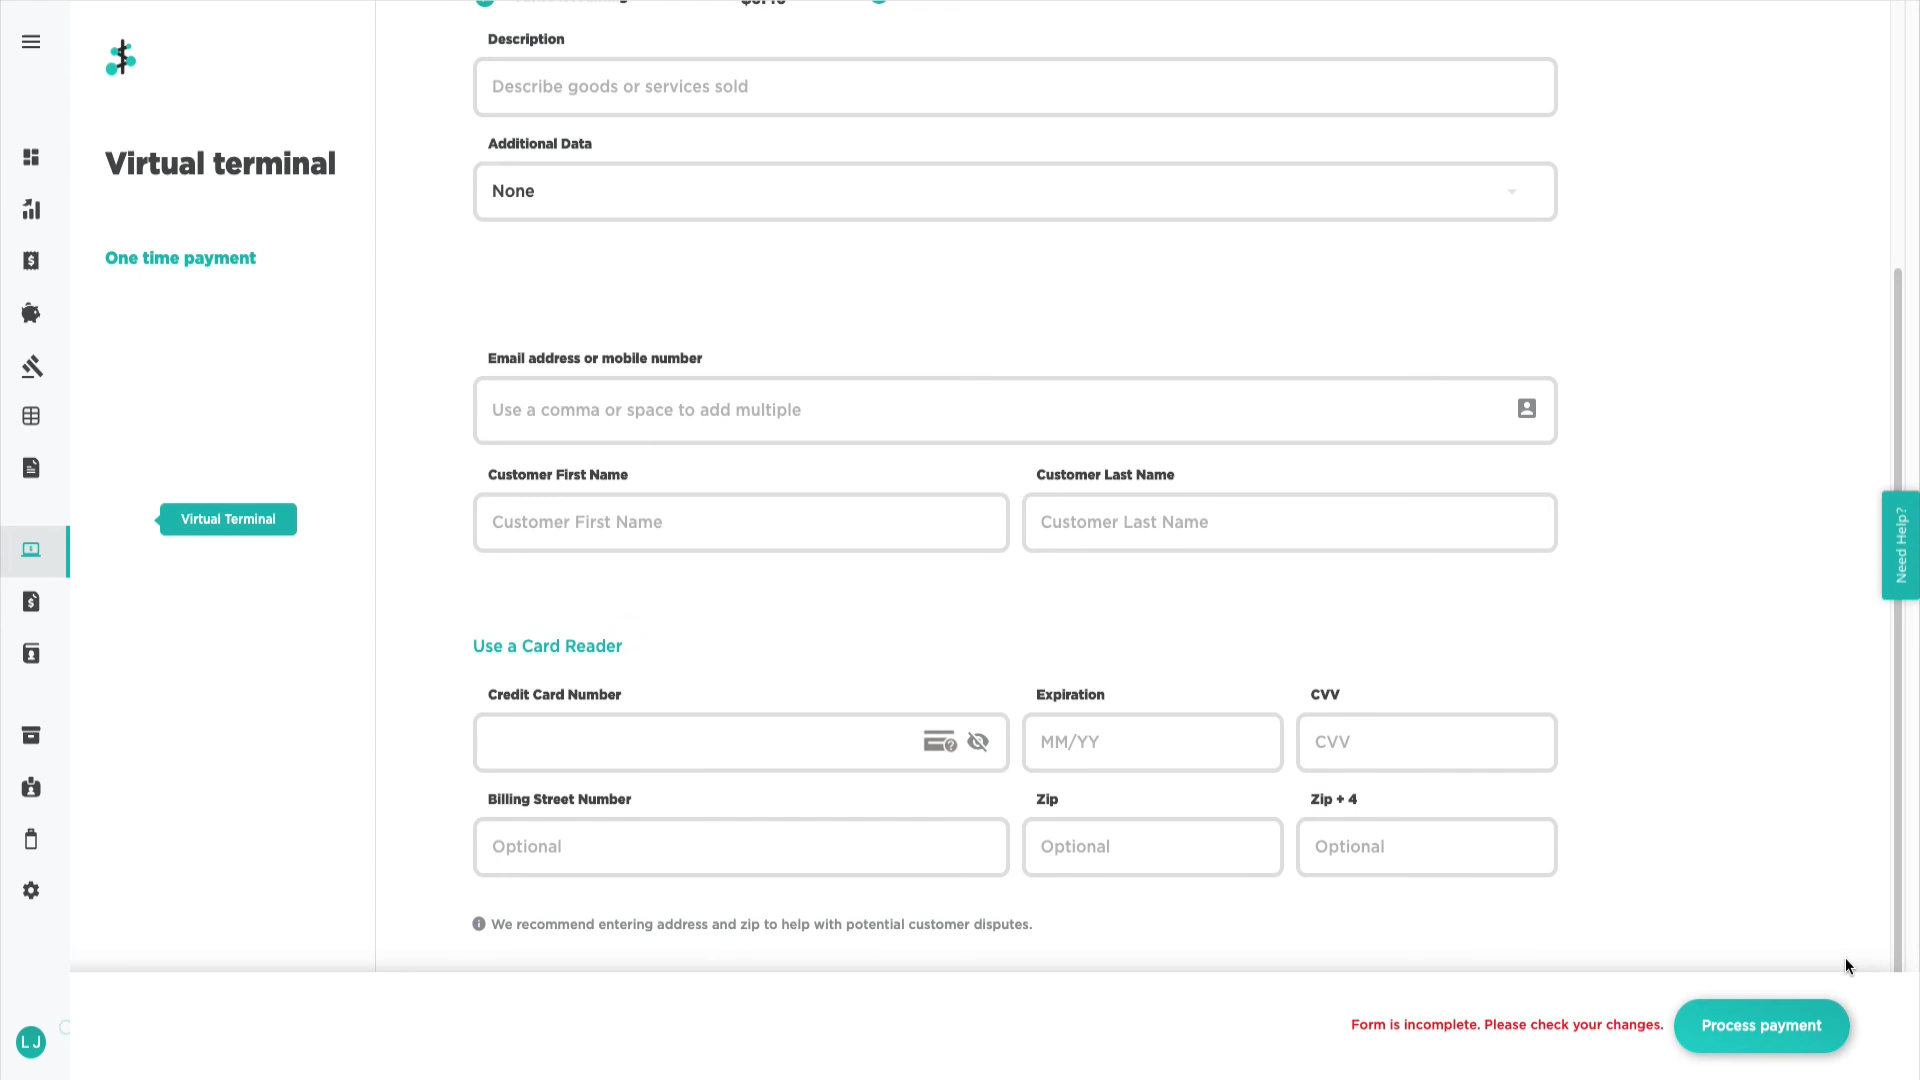 Description
Describe goods or services sold
Additional Data
None
Virtual terminal
One time payment
Email address or mobile number
Use a comma or space to add multiple
Customer First Name
Customer Last Name
Customer First Name
Customer Last Name
Virtual Terminal
Need Help?
Use a Card Reader
Credit Card Number
Expiration
CVV
MM/YY
CVV
Billing Street Number
Zip
Zip + 4
Optional
Optional
Optional
We recommend entering address and zip to help with potential customer disputes.
Form is incomplete. Please check your changes.
Process payment
LJ